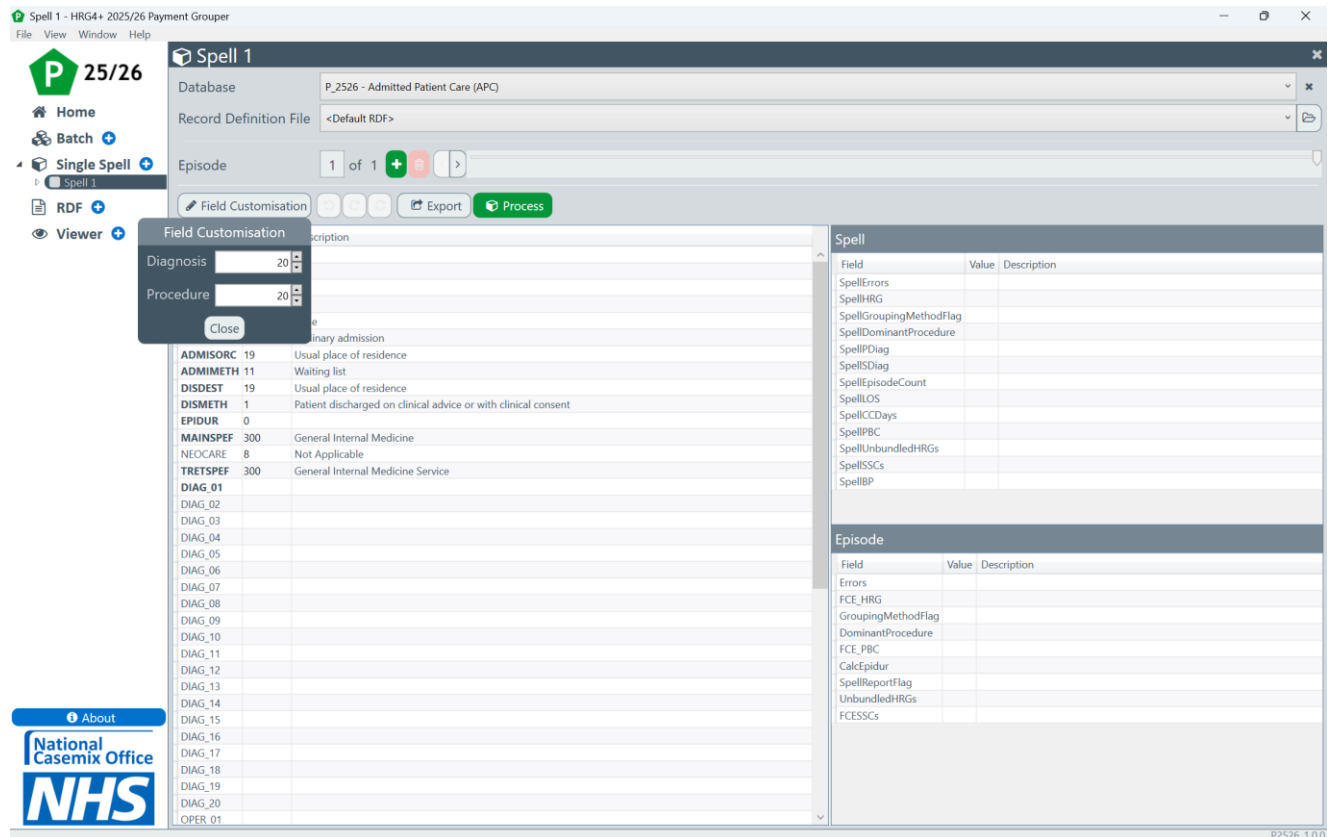 Spell 1 - HRG4+ 2025/26 Payment Grouper
File View Window Help
P 25/26
Home
Batch
Single Spell
Spell 1
RDF
Viewer
Spell 1
Database P_2526 - Admitted Patient Care (APC)
Record Definition File <Default RDF>
Episode 1 of 1
Field Customisation Export Process
Field Customisation
Diagnosis 20
Procedure 20
Close
scription
e
inary admission
ADMISORC 19 Usual place of residence
ADMIMETH 11 Waiting list
DISDEST 19 Usual place of residence
DISMETH 1 Patient discharged on clinical advice or with clinical consent
EPIDUR 0
MAINSPEF 300 General Internal Medicine
NEOCARE 8 Not Applicable
TRETSPEF 300 General Internal Medicine Service
DIAG_01
DIAG_02
DIAG_03
DIAG_04
DIAG_05
DIAG_06
DIAG_07
DIAG_08
DIAG_09
DIAG_10
DIAG_11
DIAG_12
DIAG_13
DIAG_14
DIAG_15
DIAG_16
DIAG_17
DIAG_18
DIAG_19
DIAG_20
OPER_01
Spell
Field Value Description
SpellErrors
SpellHRG
SpellGroupingMethodFlag
SpellDominantProcedure
SpellPDiag
SpellSDiag
SpellEpisodeCount
SpellLOS
SpellCCDays
SpellPBC
SpellUnbundledHRGs
SpellSSCs
SpellBP
Episode
Field Value Description
Errors
FCE_HRG
GroupingMethodFlag
DominantProcedure
FCE_PBC
CalcEpidur
SpellReportFlag
UnbundledHRGs
FCESSCs
About
National
Casemix Office
NHS
P2526_1.0.0